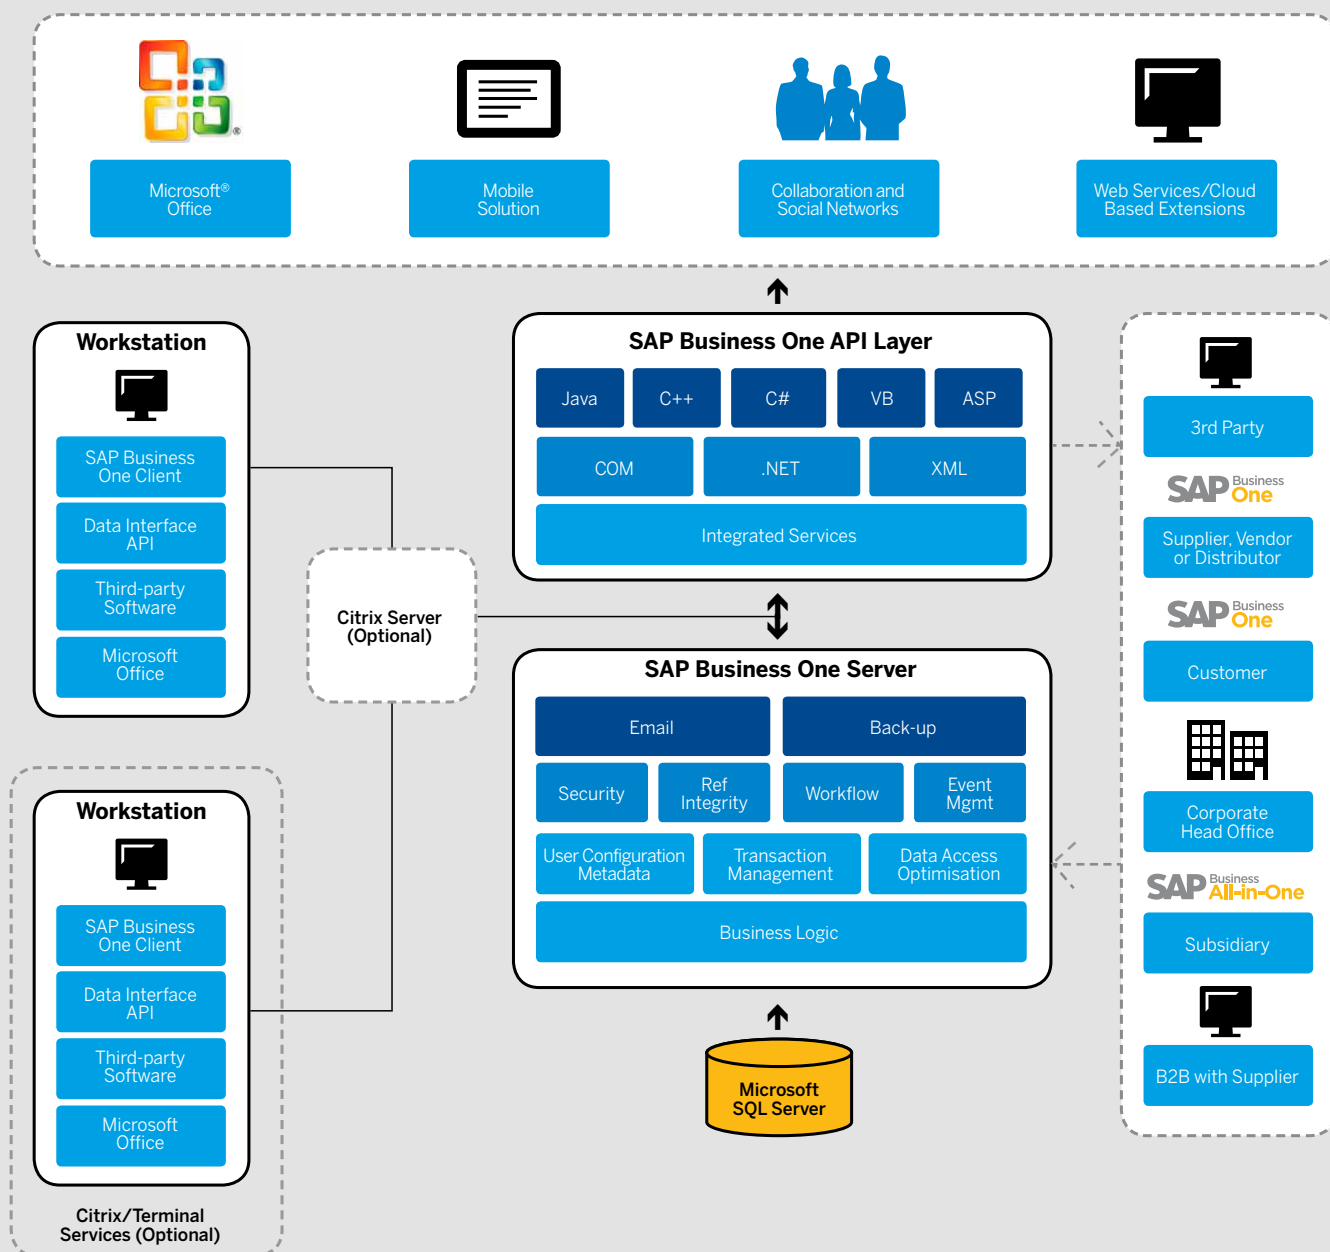 Microsoft®
Office
Mobile
Solution
Collaboration and
Social Networks
Web Services/Cloud
Based Extensions
Workstation
SAP Business
One Client
Data Interface
API
Third-party
Software
Microsoft
Office
Workstation
SAP Business
One Client
Data Interface
API
Third-party
Software
Microsoft
Office
Citrix/Terminal
Services (Optional)
Citrix Server
(Optional)
SAP Business One API Layer
Java
C++
C#
VB
ASP
COM
.NET
XML
Integrated Services
SAP Business One Server
Email
Back-up
Security
Ref
Integrity
Workflow
Event
Mgmt
User Configuration
Metadata
Transaction
Management
Data Access
Optimisation
Business Logic
Microsoft
SQL Server
3rd Party
SAP Business
One
Supplier, Vendor
or Distributor
SAP Business
One
Customer
Corporate
Head Office
SAP Business
All-in-One
Subsidiary
B2B with Supplier